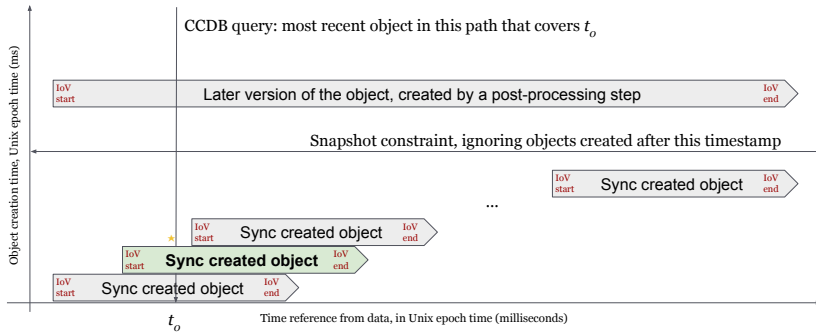 CCDB query: most recent object in this path that covers to
IoV
start
Later version of the object, created by a post-processing step
IoV
end
Snapshot constraint, ignoring objects created after this timestamp
IoV
start
Sync created object
IoV
end
...
IoV
start
Sync created object
IoV
end
IoV
start
Sync created object
IoV
end
IoV
start
Sync created object
IoV
end
to
Time reference from data, in Unix epoch time (milliseconds)
Object creation time, Unix epoch time (ms)